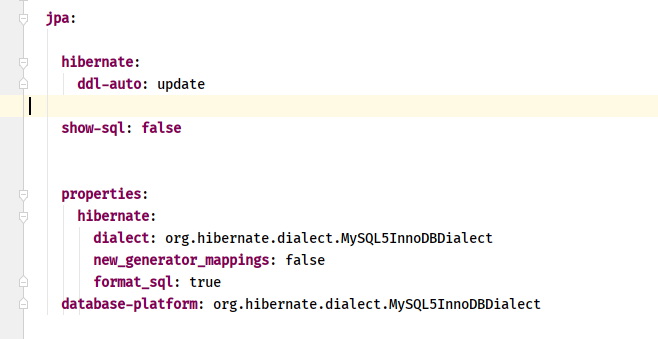 jpa:
hibernate:
ddl-auto: update
show-sql: false
properties:
hibernate:
dialect: org.hibernate.dialect.MySQL5InnoDBDialect
new_generator_mappings: false
format_sql: true
database-platform: org.hibernate.dialect.MySQL5InnoDBDialect